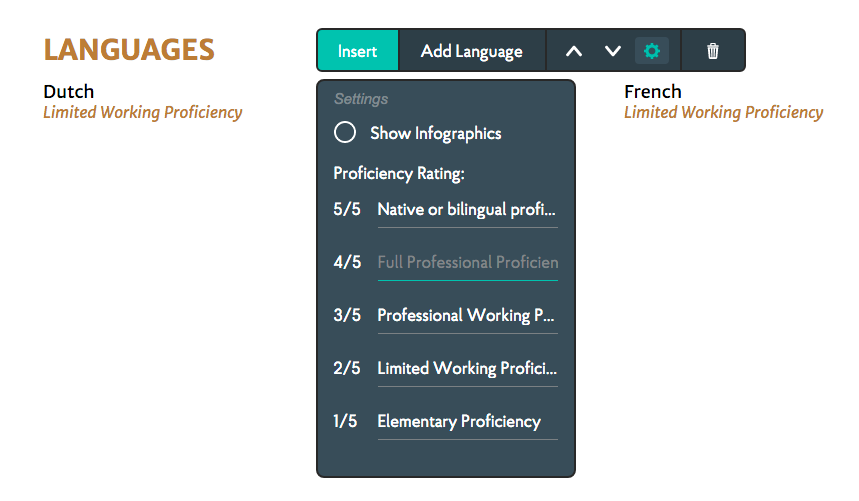 LANGUAGES
Insert
Add Language
Dutch
Limited Working Proficiency
French
Limited Working Proficiency
Settings
Show Infographics
Proficiency Rating:
5/5 Native or bilingual profi...
4/5 Full Professional Proficien
3/5 Professional Working P...
2/5 Limited Working Profici...
1/5 Elementary Proficiency